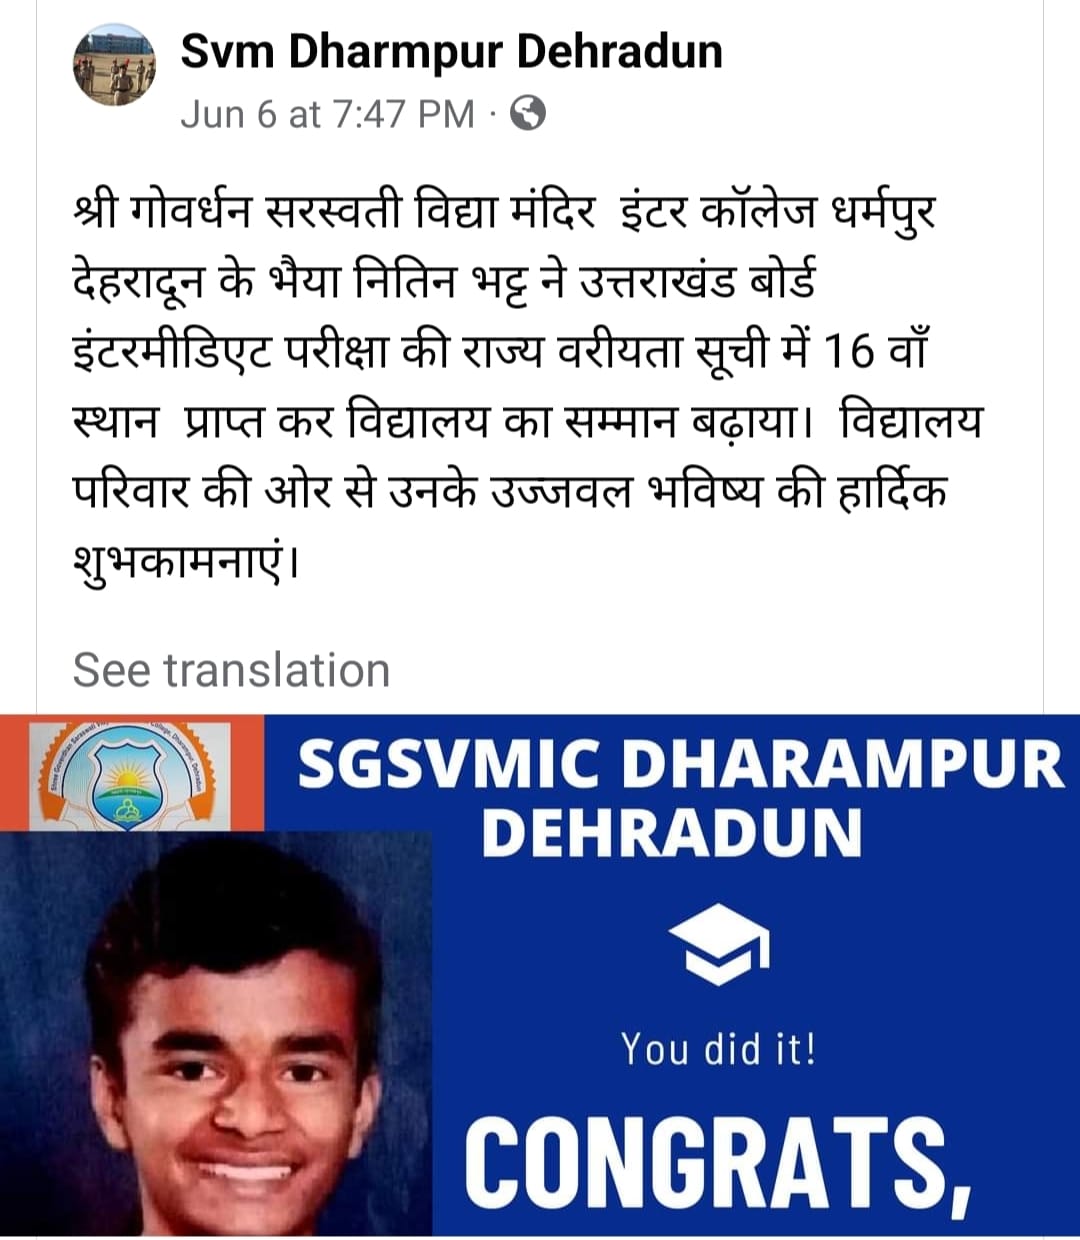 Svm Dharmpur Dehradun
Jun 6 at 7:47 PM ·
श्री गोवर्धन सरस्वती विद्या मंदिर इंटर कॉलेज धर्मपुर
देहरादून के भैया नितिन भट्ट ने उत्तराखंड बोर्ड
इंटरमीडिएट परीक्षा की राज्य वरीयता सूची में 16 वाँ
स्थान प्राप्त कर विद्यालय का सम्मान बढ़ाया। विद्यालय
परिवार की ओर से उनके उज्जवल भविष्य की हार्दिक
शुभकामनाएं।
See translation
SGSVMIC DHARAMPUR
DEHRADUN
You did it!
CONGRATS,